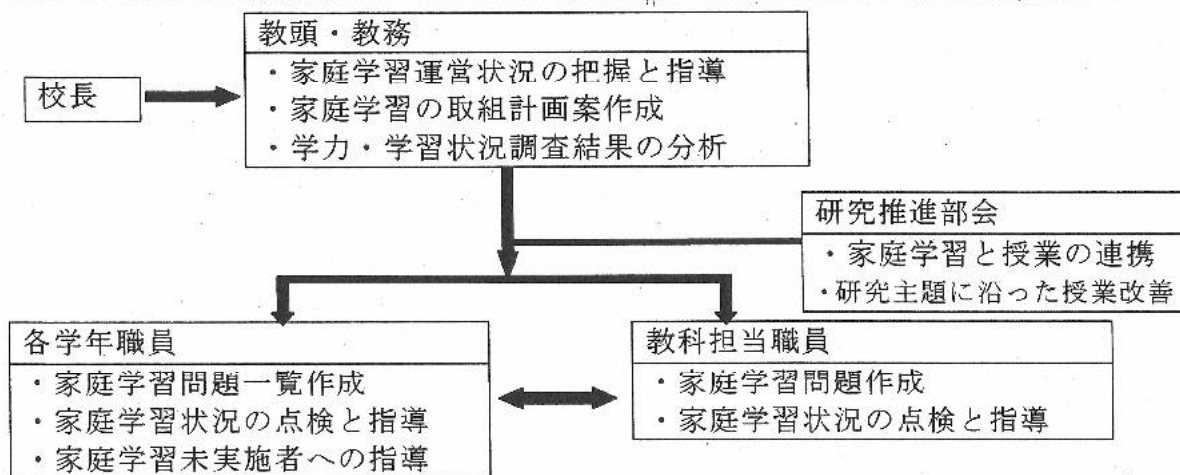 教頭・教務
・家庭学習運営状況の把握と指導
・家庭学習の取組計画案作成
・学力・学習状況調査結果の分析
校長
研究推進部会
・家庭学習と授業の連携
・研究主題に沿った授業改善
各学年職員
・家庭学習問題一覧作成
・家庭学習状況の点検と指導
・家庭学習未実施者への指導
教科担当職員
・家庭学習問題作成
・家庭学習状況の点検と指導